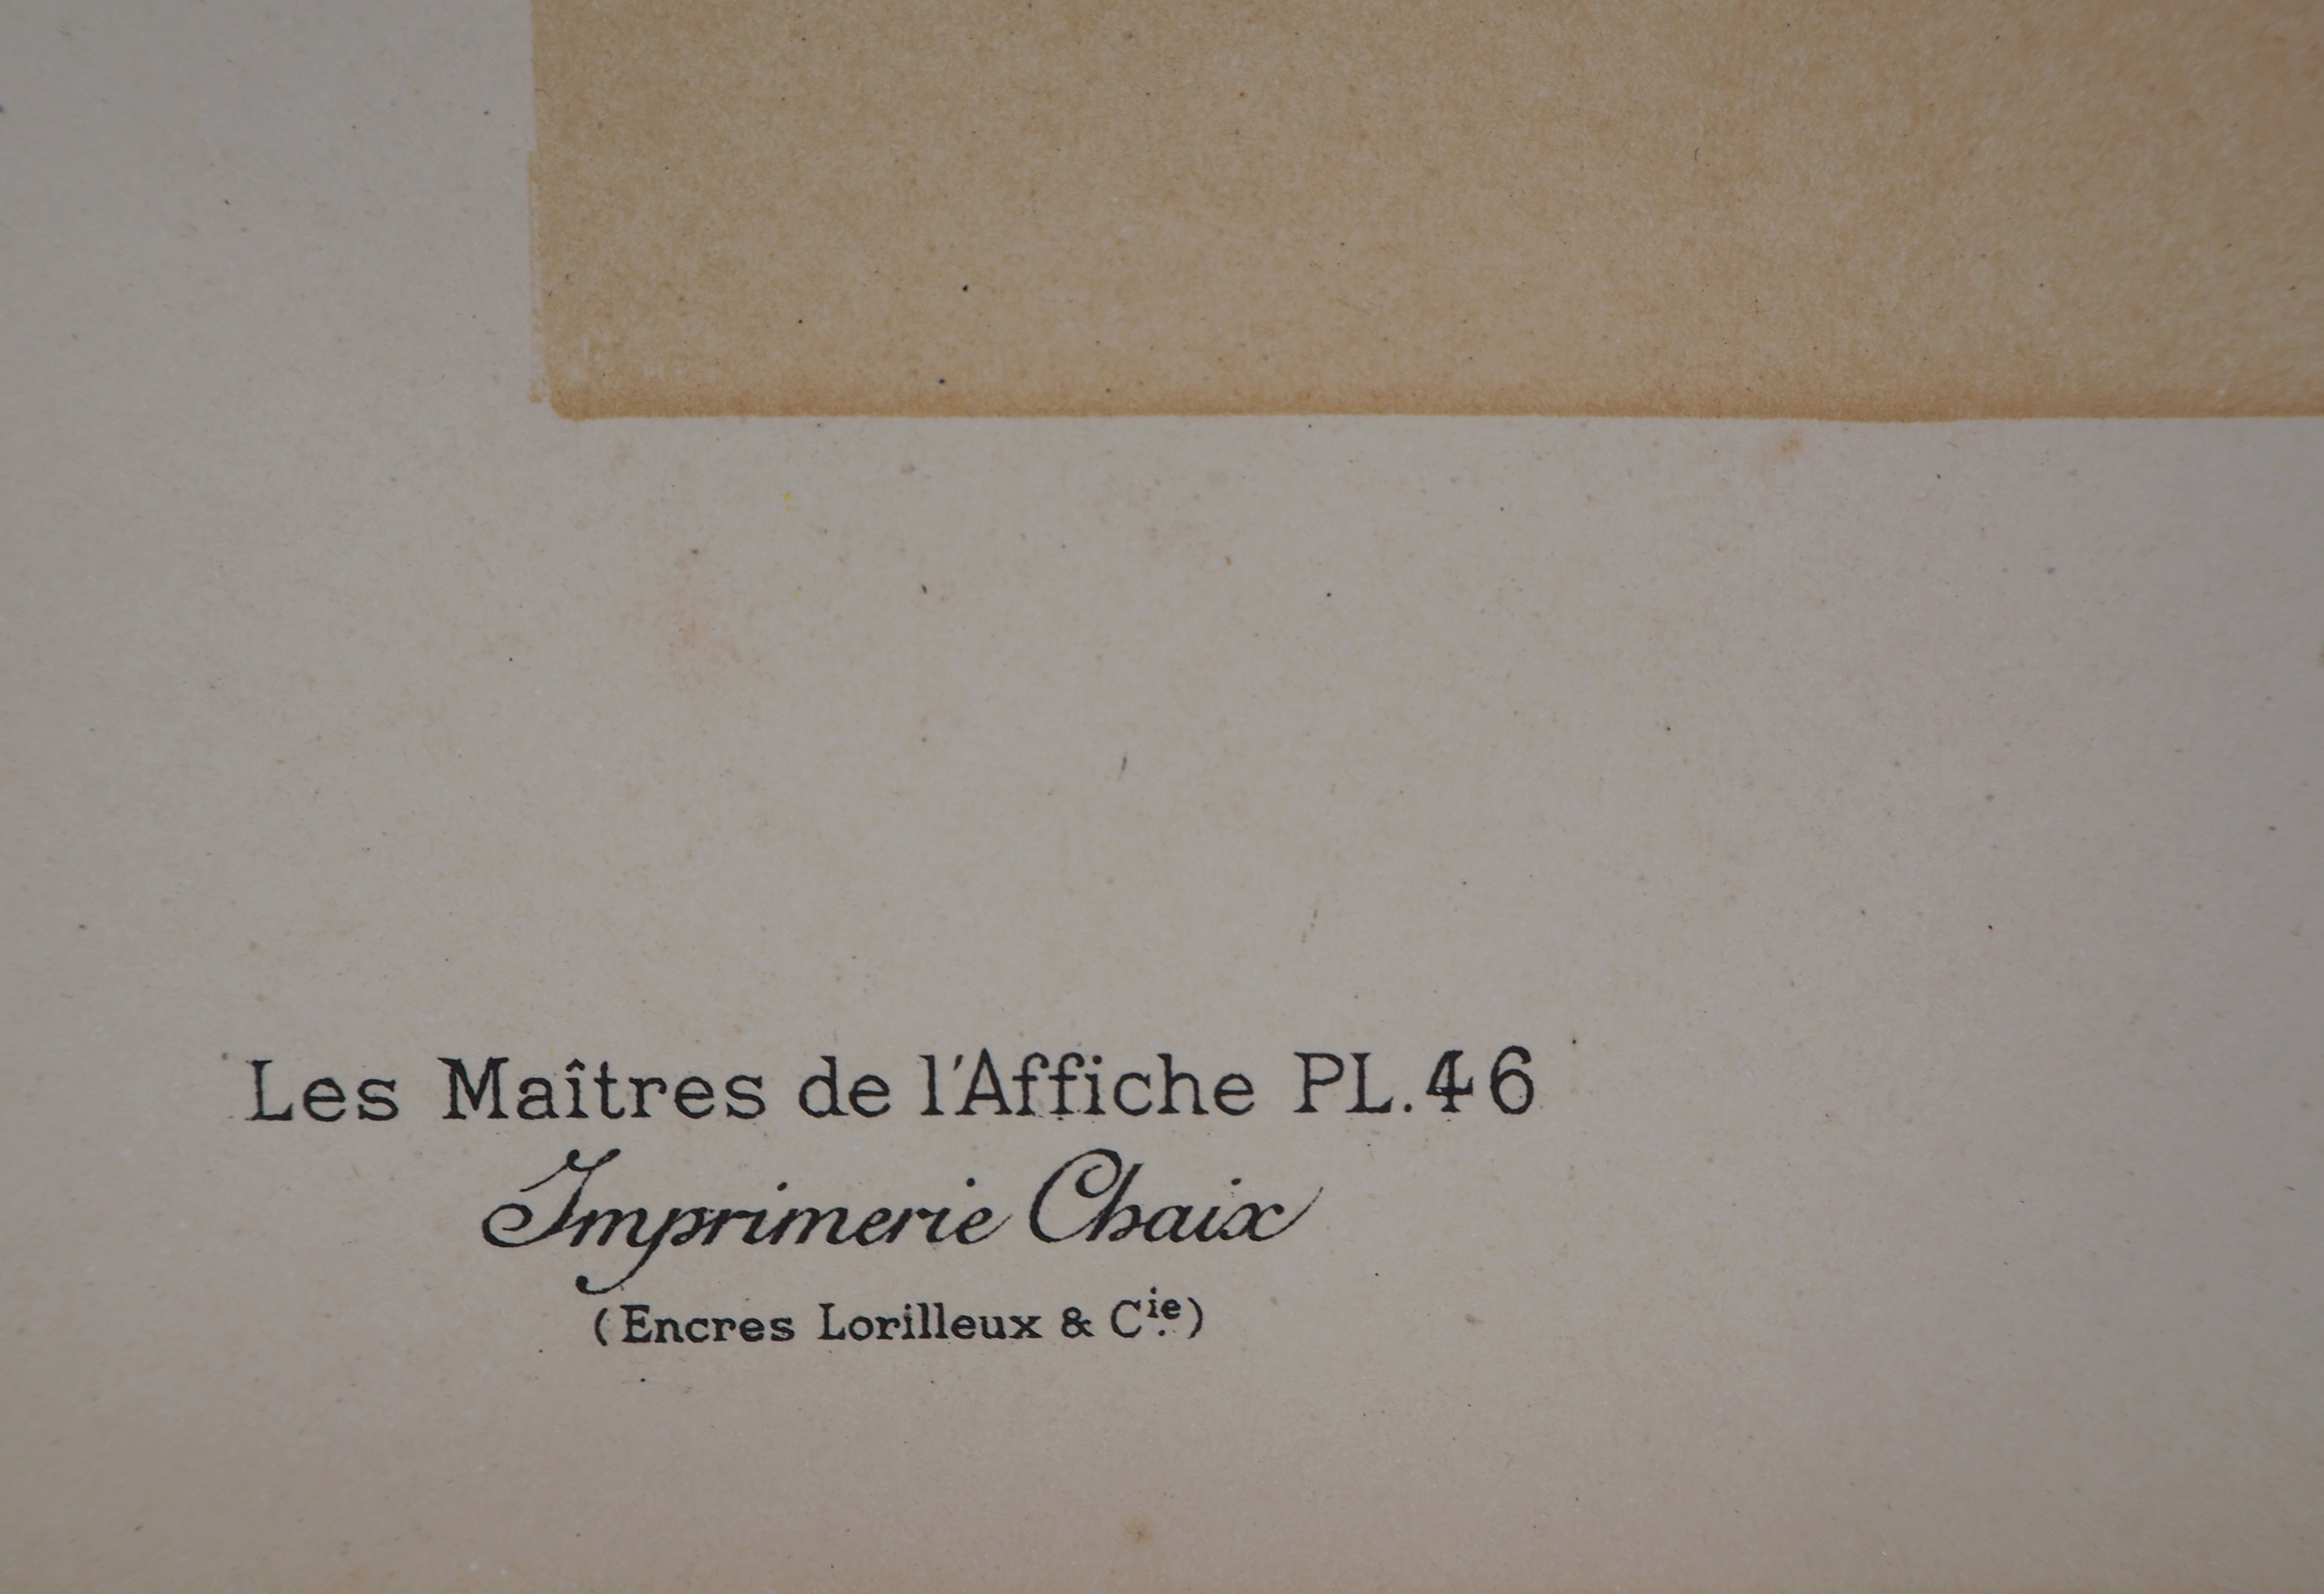 Les Maîtres de l'Affiche PL.46
Imprimerie Chaix
(Encres Lorilleux & Cie.)